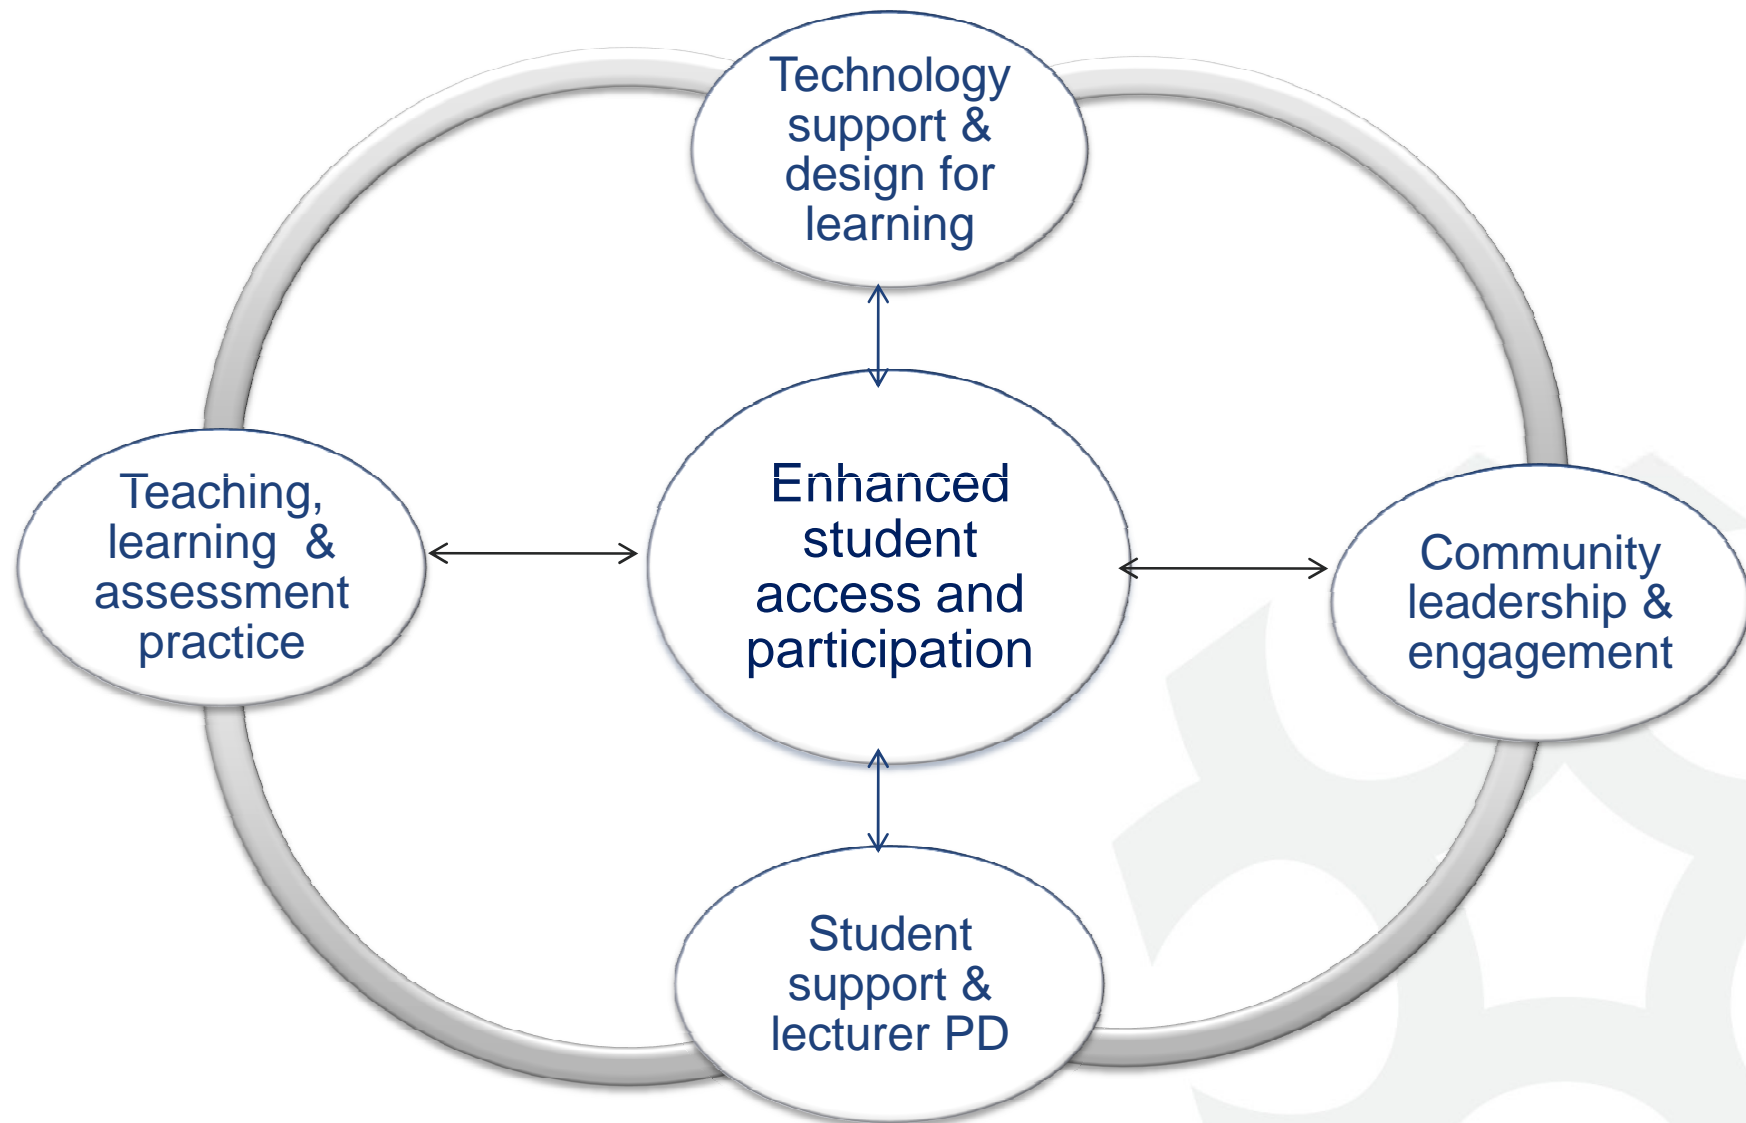 Technology
support &
design for
learning
Teaching,
learning &
assessment
practice
Enhanced
student
access and
participation
Community
leadership &
engagement
Student
support &
lecturer PD